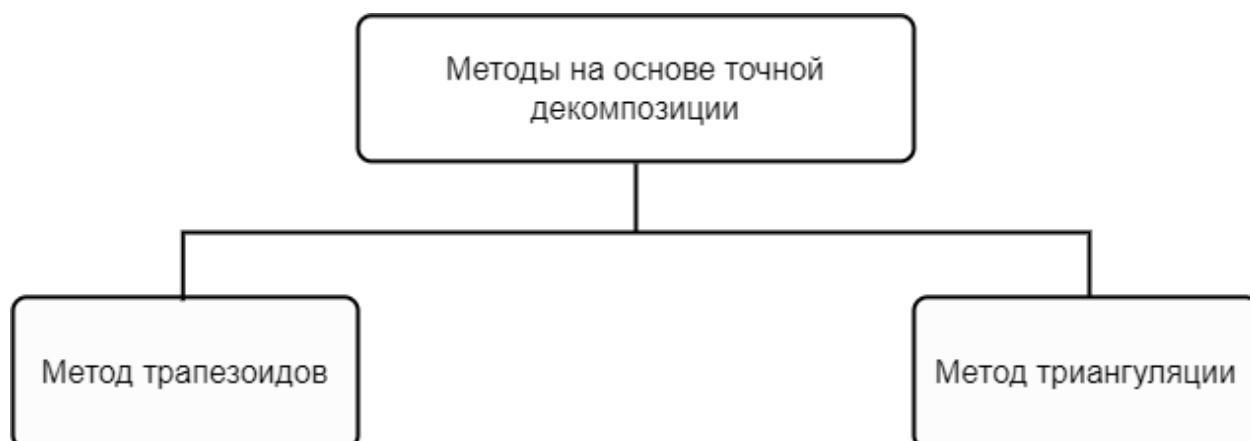 Методы на основе точной
декомпозиции
Метод трапезоидов
Метод триангуляции